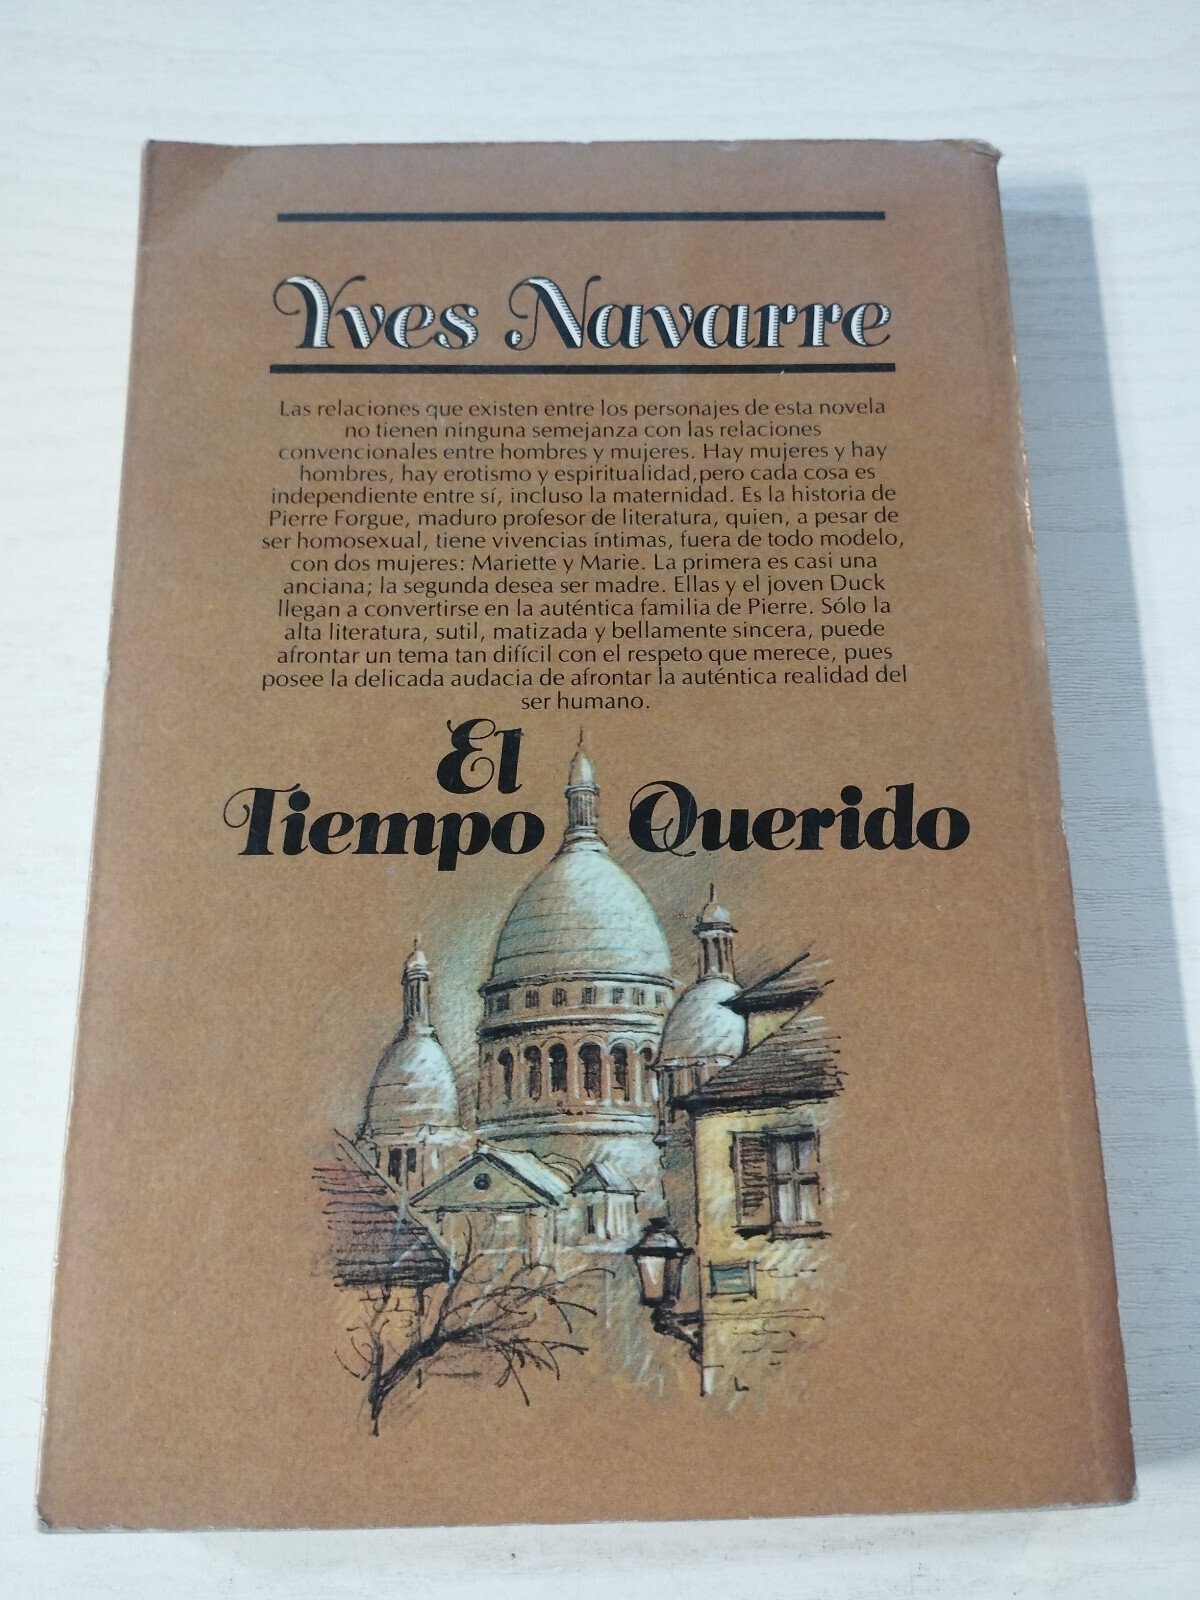 Yves Navarre
Las relaciones que existen entre los personajes de esta novela
no tienen ninguna semejanza con las relaciones
convencionales entre hombres y mujeres. Hay mujeres y hay
hombres, hay erotismo y espiritualidad,pero cada cosa es
independiente entre sí, incluso la maternidad. Es la historia de
Pierre Forgue, maduro profesor de literatura, quien, a pesar de
ser homosexual, tiene vivencias íntimas, fuera de todo modelo,
con dos mujeres: Mariette y Marie. La primera es casi una
anciana; la segunda desea ser madre. Ellas y el joven Duck
llegan a convertirse en la auténtica familia de Pierre. Sólo la
alta literatura, sutil, matizada y bellamente sincera, puede
afrontar un tema tan difícil con el respeto que merece, pues
posee la delicada audacia de afrontar la auténtica realidad del
ser humano.
El
Tiempo Querido